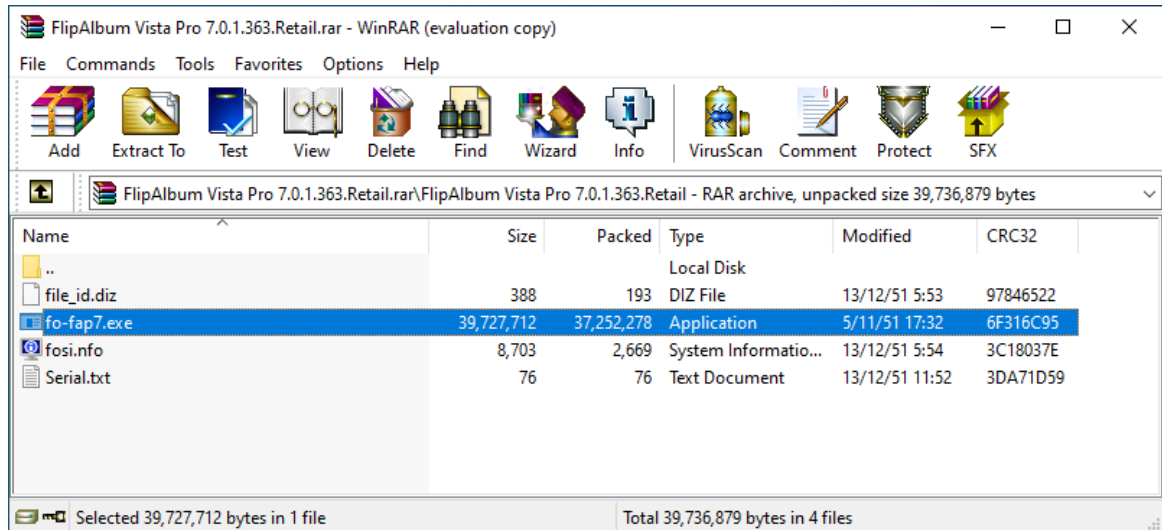 FlipAlbum Vista Pro 7.0.1.363.Retail.rar - WinRAR (evaluation copy)
File Commands Tools Favorites Options Help
Add Extract To Test View Delete Find Wizard Info VirusScan Comment Protect SFX
FlipAlbum Vista Pro 7.0.1.363.Retail.rar\FlipAlbum Vista Pro 7.0.1.363.Retail - RAR archive, unpacked size 39,736,879 bytes
Name Size Packed Type Modified CRC32
.. Local Disk
file_id.diz 388 193 DIZ File 13/12/51 5:53 97846522
fo-fap7.exe 39,727,712 37,252,278 Application 5/11/51 17:32 6F316C95
fosi.nfo 8,703 2,669 System Informatio... 13/12/51 5:54 3C18037E
Serial.txt 76 76 Text Document 13/12/51 11:52 3DA71D59
Selected 39,727,712 bytes in 1 file Total 39,736,879 bytes in 4 files